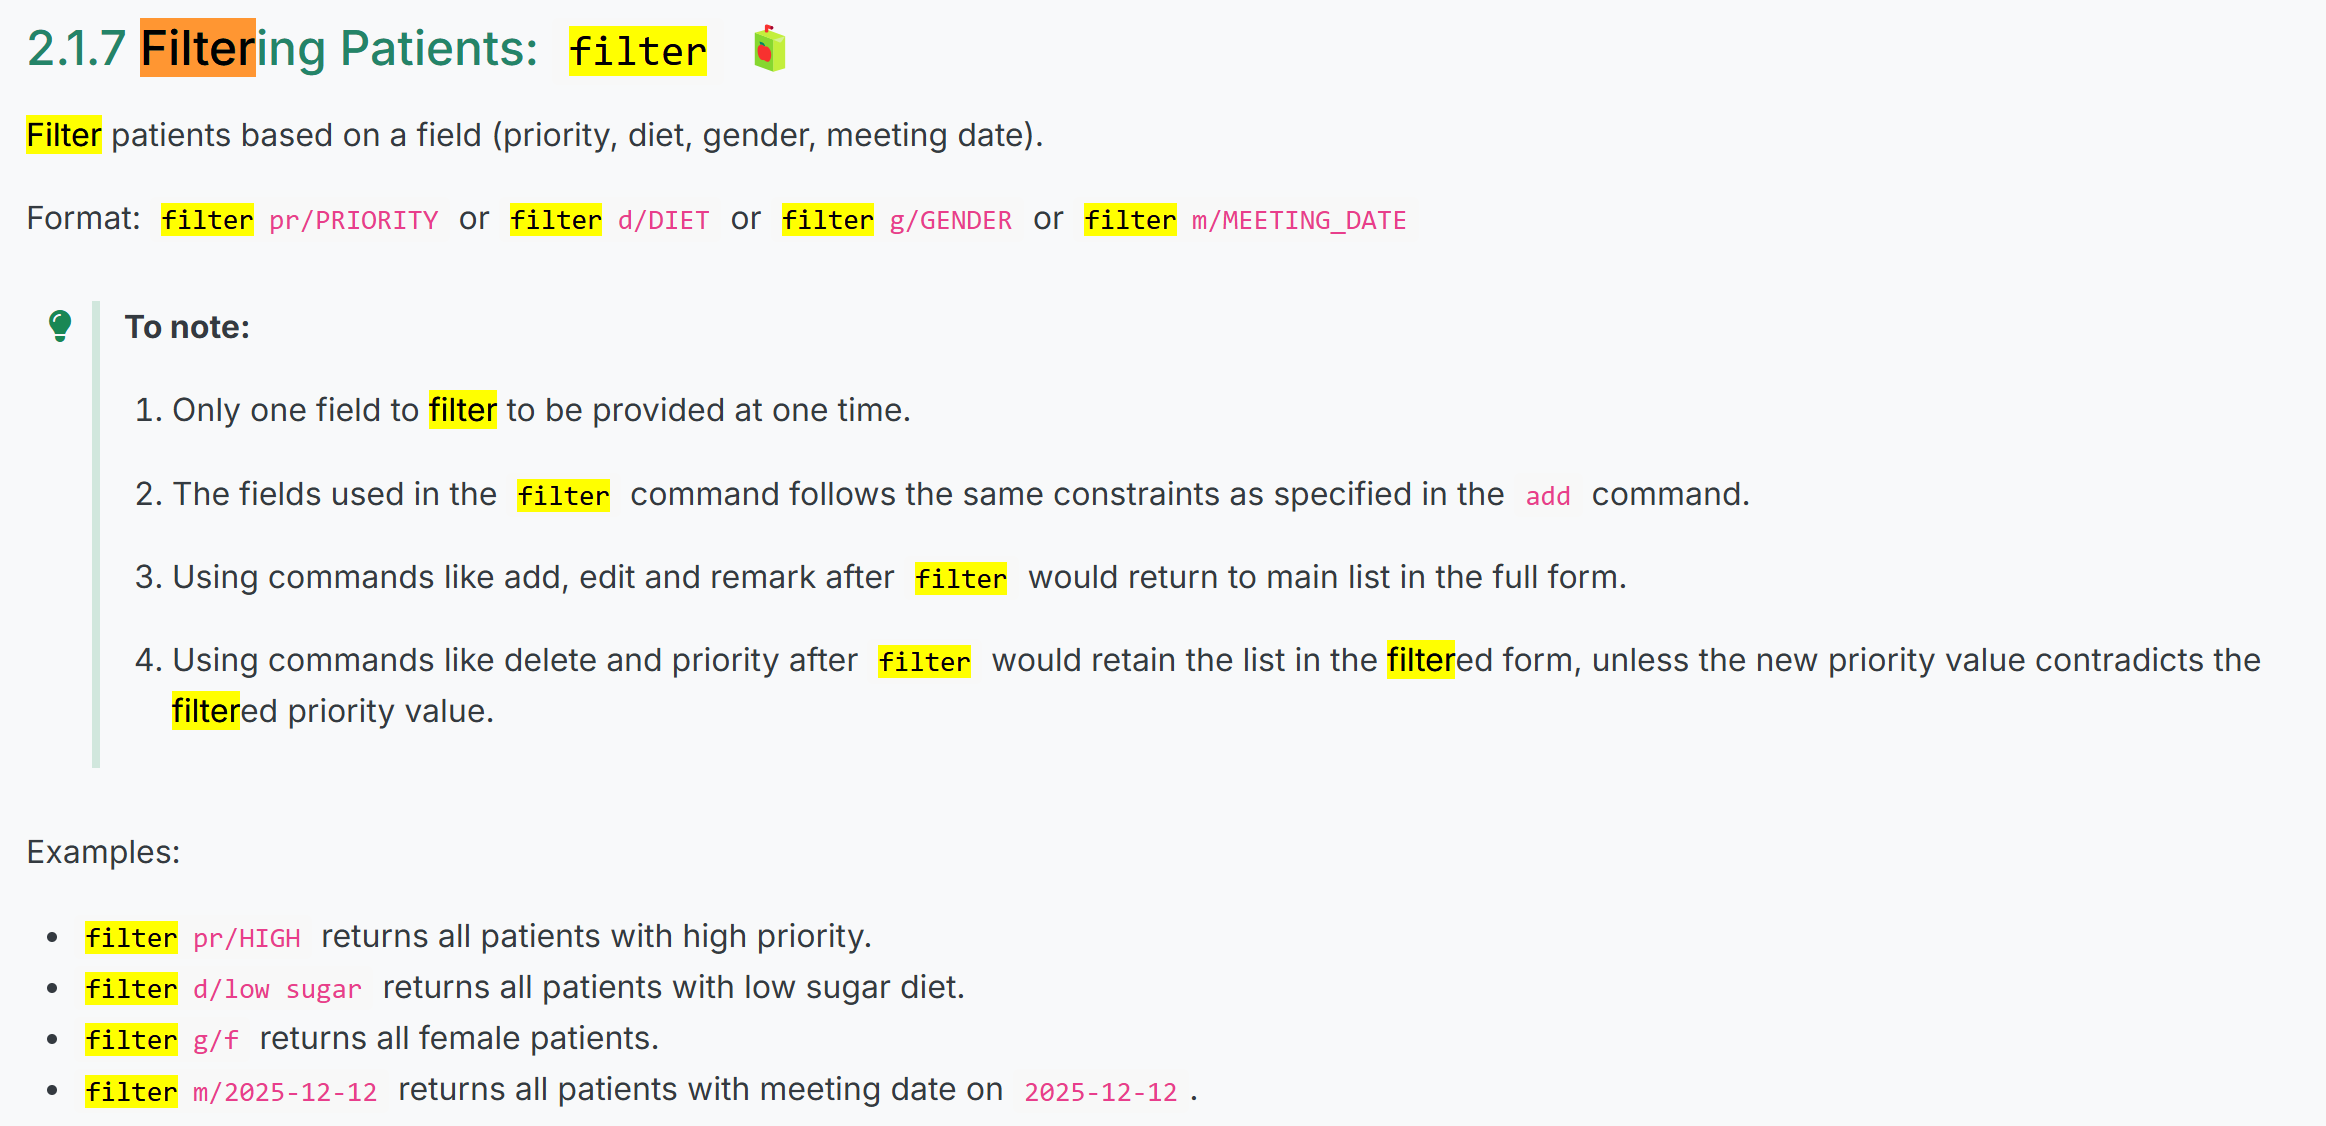 2.1.7 Filtering Patients: filter
Filter patients based on a field (priority, diet, gender, meeting date).
Format: filter pr/PRIORITY or filter d/DIET or filter g/GENDER or filter m/MEETING_DATE
To note:
1. Only one field to filter to be provided at one time.
2. The fields used in the filter command follows the same constraints as specified in the add command.
3. Using commands like add, edit and remark after filter would return to main list in the full form.
4. Using commands like delete and priority after filter would retain the list in the filtered form, unless the new priority value contradicts the
filtered priority value.
Examples:
• filter pr/HIGH returns all patients with high priority.
• filter d/low sugar returns all patients with low sugar diet.
• filter g/f returns all female patients.
• filter m/2025-12-12 returns all patients with meeting date on 2025-12-12 .